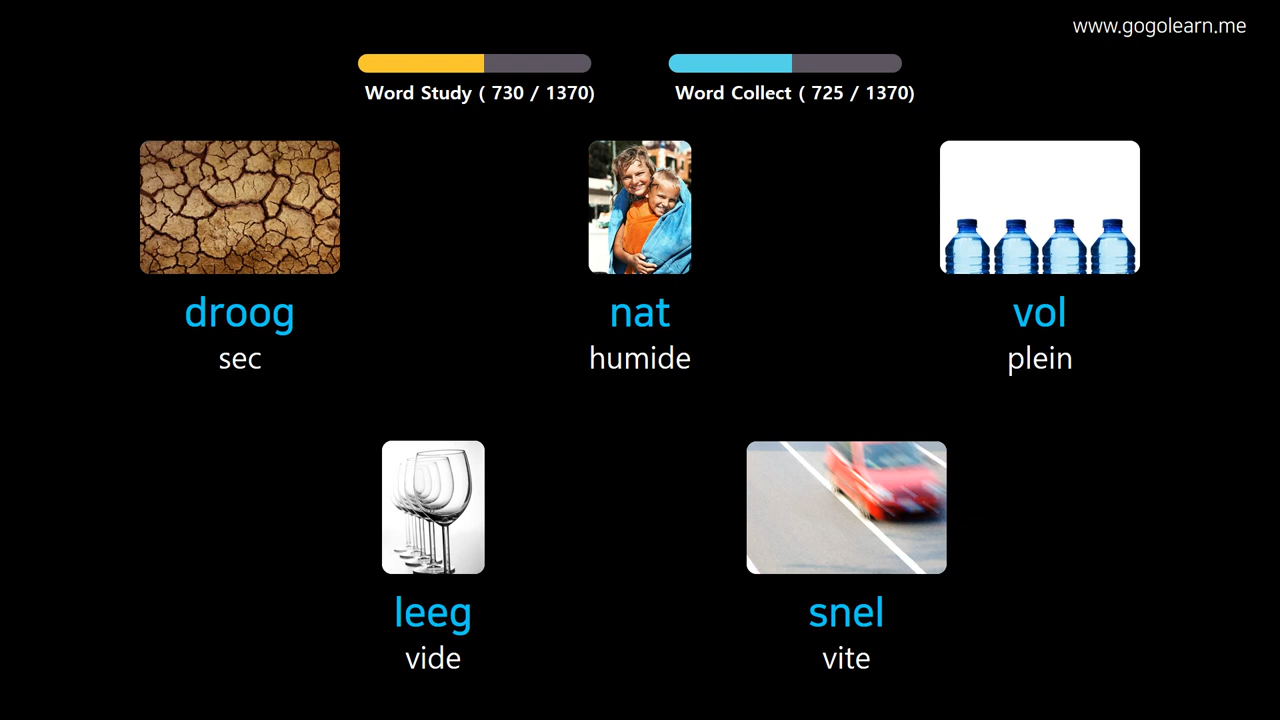 www.gogolearn.me
Word Study ( 730 / 1370)
Word Collect ( 725 / 1370)
droog
sec
nat
humide
vol
plein
leeg
vide
snel
vite